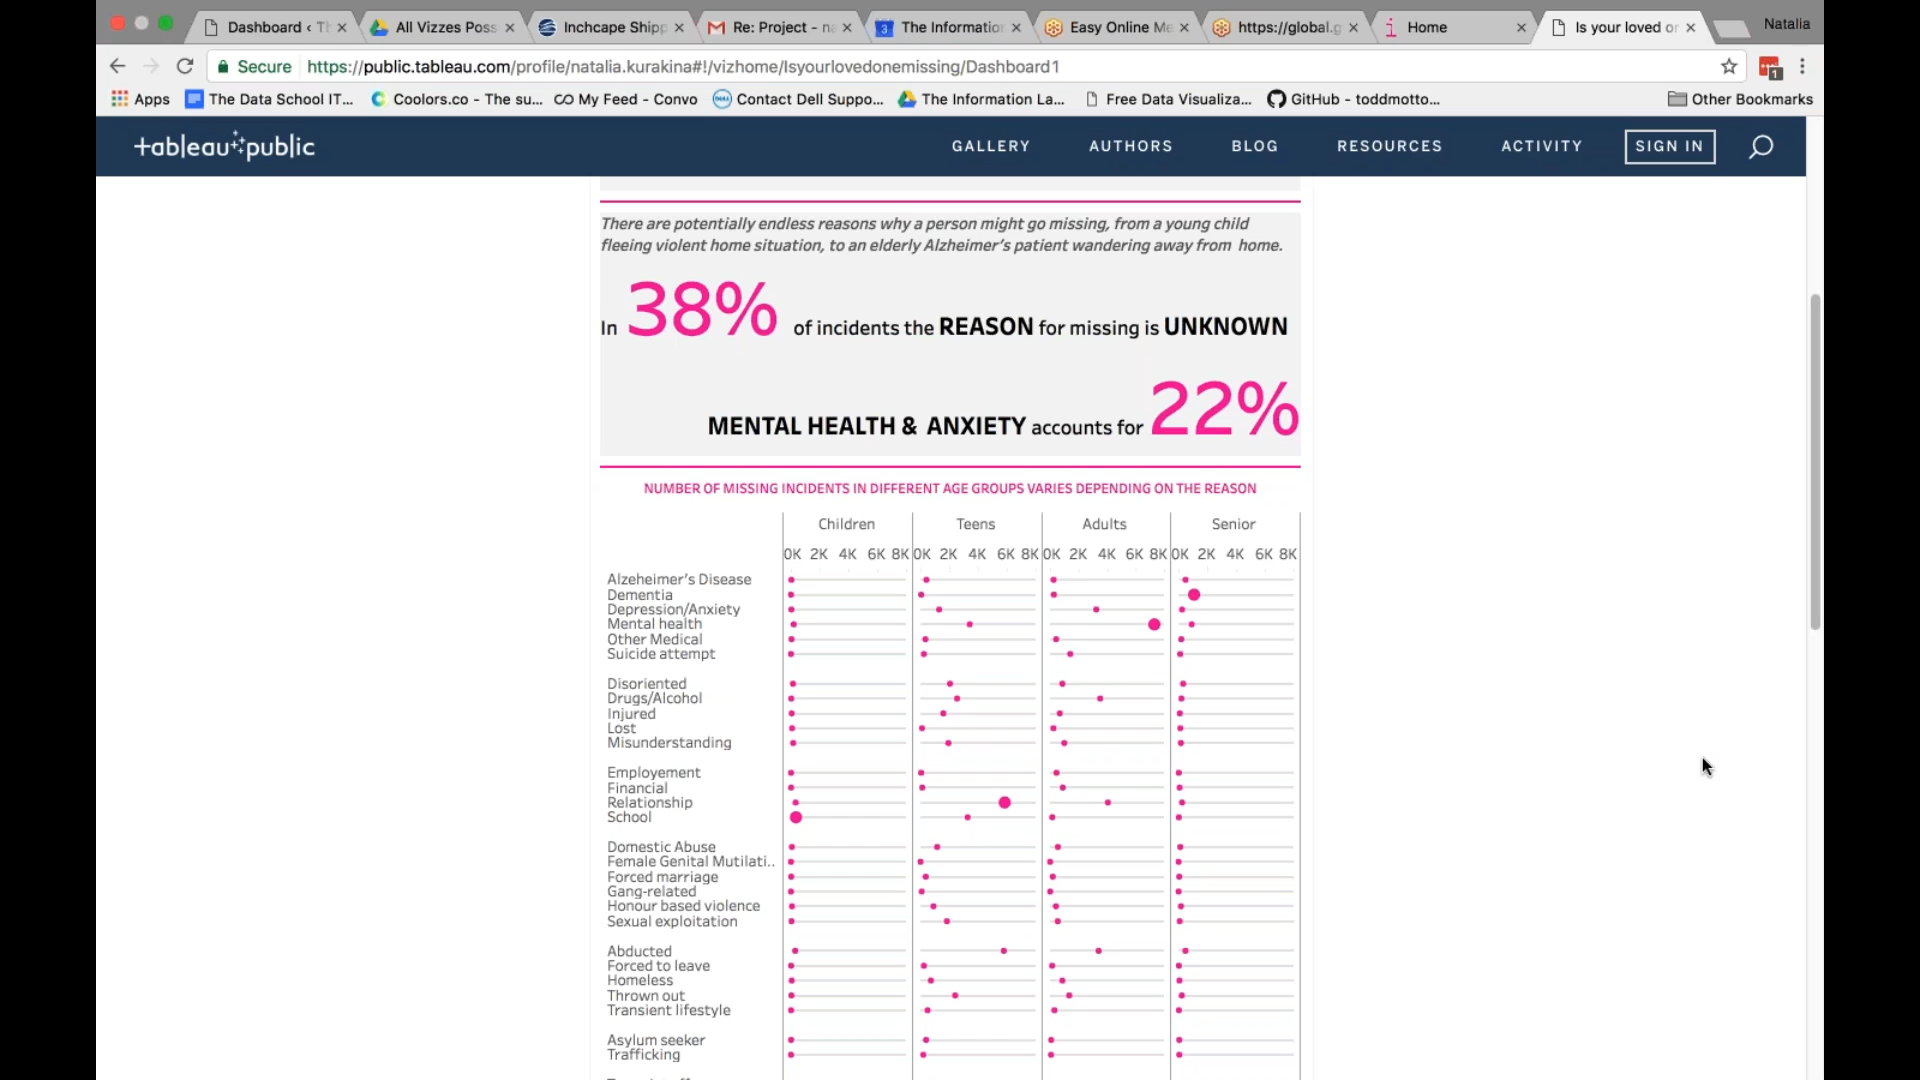 Dashboard ‹ Th
All Vizzes Poss
Inchcape Shipp
Re: Project - na
3
The Information
Easy Online Me
https://global.g
Home
Is your loved or
Natalia
Secure
https://public.tableau.com/profile/natalia.kurakina#!/vizhome/Isyourlovedonemissing/Dashboard1
1
Apps
The Data School IT...
Coolors.co - The su...
My Feed - Convo
Contact Dell Suppo...
The Information La...
Free Data Visualiza...
GitHub - toddmotto...
Other Bookmarks
tableau public
GALLERY
AUTHORS
BLOG
RESOURCES
ACTIVITY
SIGN IN
There are potentially endless reasons why a person might go missing, from a young child
fleeing violent home situation, to an elderly Alzheimer's patient wandering away from home.
In 38% of incidents the REASON for missing is UNKNOWN
MENTAL HEALTH & ANXIETY accounts for 22%
NUMBER OF MISSING INCIDENTS IN DIFFERENT AGE GROUPS VARIES DEPENDING ON THE REASON
Children Teens Adults Senior
0K 2K 4K 6K 8K 0K 2K 4K 6K 8K 0K 2K 4K 6K 8K 0K 2K 4K 6K 8K
Alzeheimer's Disease
Dementia
Depression/Anxiety
Mental health
Other Medical
Suicide attempt
Disoriented
Drugs/Alcohol
Injured
Lost
Misunderstanding
Employement
Financial
Relationship
School
Domestic Abuse
Female Genital Mutilati..
Forced marriage
Gang-related
Honour based violence
Sexual exploitation
Abducted
Forced to leave
Homeless
Thrown out
Transient lifestyle
Asylum seeker
Trafficking